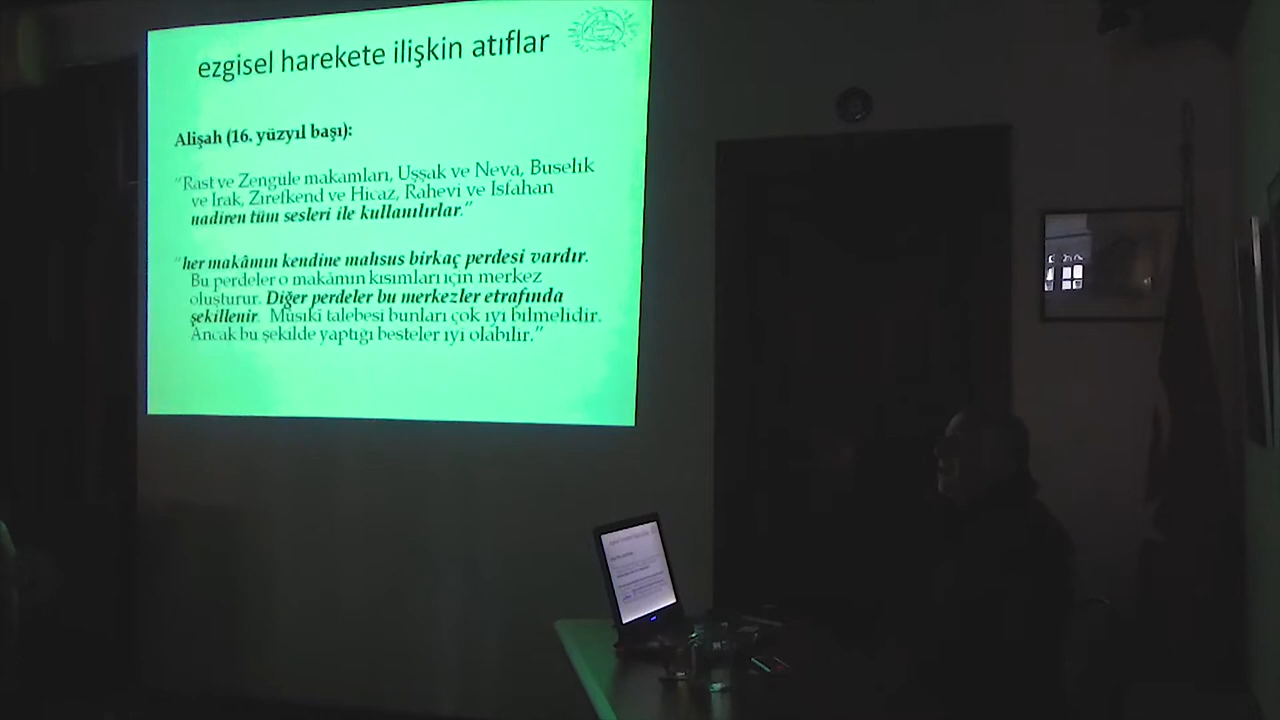 ezgisel harekete ilişkin atıflar
Alişah (16. yüzyıl başı):
“Rast ve Zengule makamları, Uşşak ve Neva, Buselik
ve Irak, Zirefkend ve Hicaz, Rahevi ve Isfahan
nadiren tüm sesleri ile kullanılırlar.”
“her makâmın kendine mahsus birkaç perdesi vardır.
Bu perdeler o makâmın kısımları için merkez
oluşturur. Diğer perdeler bu merkezler etrafında
şekillenir. Musıkî talebesi bunları çok iyi bilmelidir.
Ancak bu şekilde yaptığı besteler iyi olabilir.”